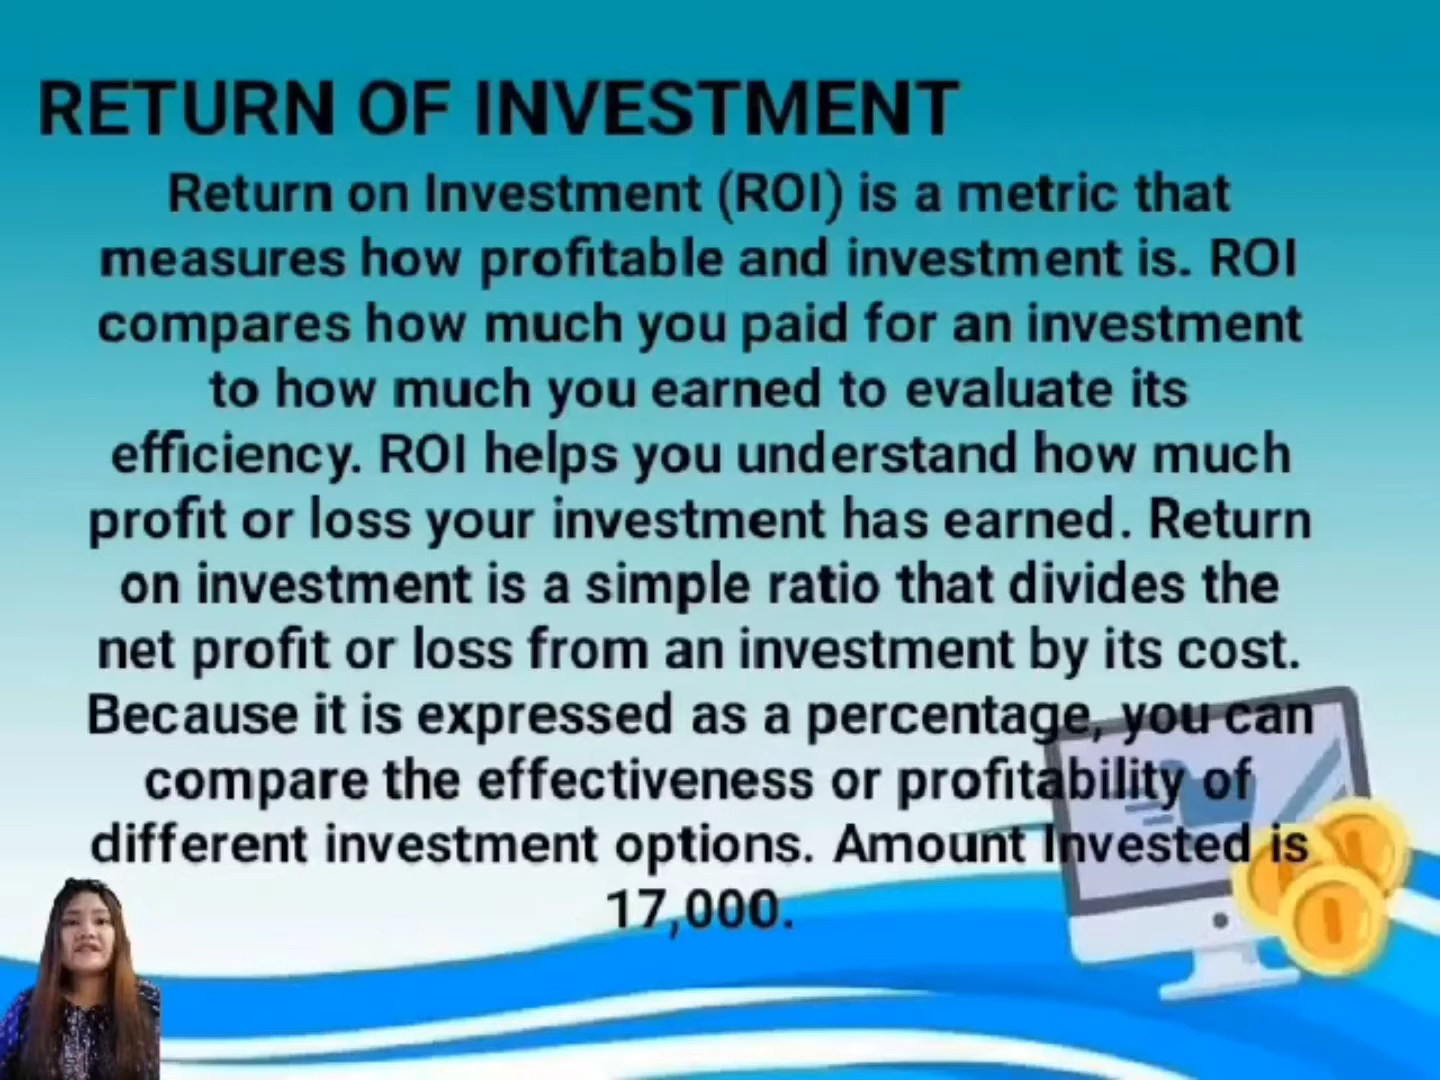 RETURN OF INVESTMENT
Return on Investment (ROI) is a metric that
measures how profitable and investment is. ROI
compares how much you paid for an investment
to how much you earned to evaluate its
efficiency. ROI helps you understand how much
profit or loss your investment has earned. Return
on investment is a simple ratio that divides the
net profit or loss from an investment by its cost.
Because it is expressed as a percentage, you can
compare the effectiveness or profitability of
different investment options. Amount Invested is
17,000.